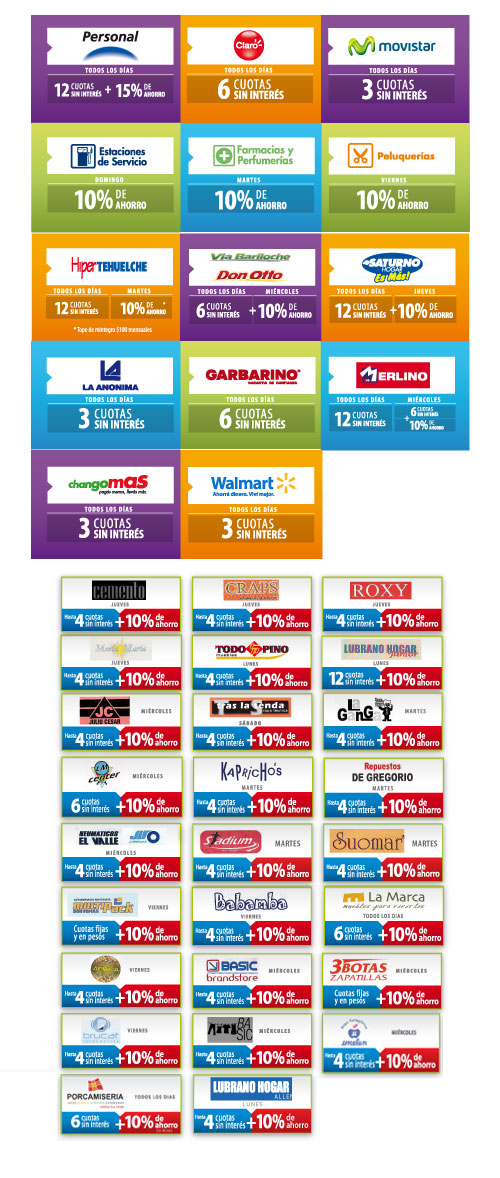 Personal
TODOS LOS DÍAS
12 CUOTAS SIN INTERÉS + 15% DE AHORRO
Claro
TODOS LOS DÍAS
6 CUOTAS SIN INTERÉS
movistar
TODOS LOS DÍAS
3 CUOTAS SIN INTERÉS
Estaciones
de Servicio
DOMINGO
10% DE AHORRO
Farmacias y
Perfumerías
MARTES
10% DE AHORRO
Peluquerías
VIERNES
10% DE AHORRO
HiperTEHUELCHE
TODOS LOS DÍAS MARTES
12 CUOTAS SIN INTERÉS 10% DE AHORRO *
* Tope de reintegro $100 mensuales
Via Bariloche
Don Otto
TODOS LOS DÍAS MIÉRCOLES
6 CUOTAS SIN INTERÉS +10% DE AHORRO
SATURNO
HOGAR
Es Más!
TODOS LOS DÍAS JUEVES
12 CUOTAS SIN INTERÉS +10% DE AHORRO
LA ANONIMA
TODOS LOS DÍAS
3 CUOTAS SIN INTERÉS
GARBARINO
GARANTIA DE CONFIANZA
TODOS LOS DÍAS
6 CUOTAS SIN INTERÉS
MERLINO
TODOS LOS DÍAS MIÉRCOLES
12 CUOTAS SIN INTERÉS +6 CUOTAS SIN INTERÉS
+10% DE AHORRO
changomas
pagás menos, llevás más.
TODOS LOS DÍAS
3 CUOTAS SIN INTERÉS
Walmart
Ahorrá dinero. Viví mejor.
TODOS LOS DÍAS
3 CUOTAS SIN INTERÉS
cemento
JUEVES
Hasta 4 cuotas sin interés +10% de ahorro
CRAPS
JUEVES
Hasta 4 cuotas sin interés +10% de ahorro
ROXY
JUEVES
Hasta 4 cuotas sin interés +10% de ahorro
María María
JUEVES
Hasta 4 cuotas sin interés +10% de ahorro
TODO PINO
muebles
LUNES
Hasta 4 cuotas sin interés +10% de ahorro
LUBRANO HOGAR
Junior
LUNES
12 cuotas sin interés +10% de ahorro
JC
JULIO CESAR
MIÉRCOLES
Hasta 4 cuotas sin interés +10% de ahorro
tras la Senda
SÁBADO
Hasta 4 cuotas sin interés +10% de ahorro
MARTES
Hasta 4 cuotas sin interés +10% de ahorro
LM
center
MIÉRCOLES
6 cuotas sin interés +10% de ahorro
KAPRICHO'S
MARTES
Hasta 4 cuotas sin interés +10% de ahorro
Repuestos
DE GREGORIO
MARTES
Hasta 4 cuotas sin interés +10% de ahorro
NEUMATICOS
EL VALLE
MIÉRCOLES
Hasta 4 cuotas sin interés +10% de ahorro
stadium
MARTES
Hasta 4 cuotas sin interés +10% de ahorro
SUOMAR
MARTES
Hasta 4 cuotas sin interés +10% de ahorro
multipack
VIERNES
Cuotas fijas y en pesos +10% de ahorro
Babamba
VIERNES
Hasta 4 cuotas sin interés +10% de ahorro
La Marca
muebles para vivirlos
TODOS LOS DIAS
6 cuotas sin interés +10% de ahorro
VIERNES
Hasta 4 cuotas sin interés +10% de ahorro
BASIC
brandstore
MIÉRCOLES
Hasta 4 cuotas sin interés +10% de ahorro
3BOTAS
ZAPATILLAS
MIÉRCOLES
Cuotas fijas y en pesos +10% de ahorro
bruciat
VIERNES
Hasta 4 cuotas sin interés +10% de ahorro
MIÉRCOLES
Hasta 4 cuotas sin interés +10% de ahorro
MIÉRCOLES
Hasta 4 cuotas sin interés +10% de ahorro
PORCAMISERIA
TODOS LOS DIAS
6 cuotas sin interés +10% de ahorro
LUBRANO HOGAR
ALLEN
LUNES
Hasta 4 cuotas sin interés +10% de ahorro